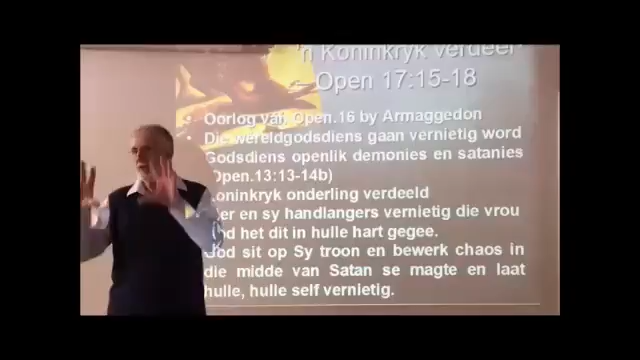 'n Koninkryk verdeel
Open 17:15-18
Oorlog van Open.16 by Armaggedon
Die wêreldgodsdiens gaan vernietig word
Godsdiens openlik demonies en satanies
Open.13:13-14b)
Koninkryk onderling verdeeld
en sy handlangers vernietig die vrou
het dit in hulle hart gegee.
God sit op Sy troon en bewerk chaos in
die midde van Satan se magte en laat
hulle, hulle self vernietig.